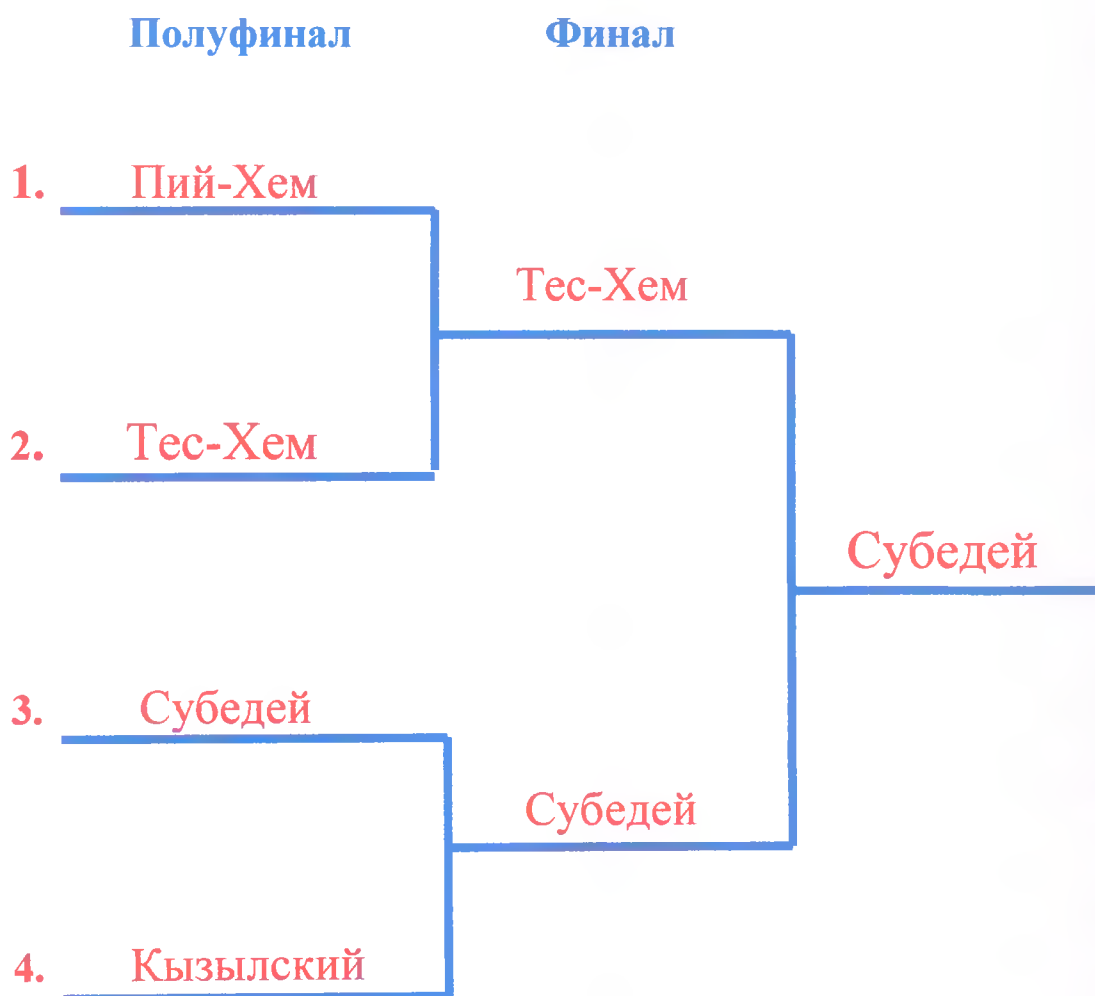 Полуфинал Финал
1. Пий-Хем
Тес-Хем
2. Тес-Хем
Субедей
3. Субедей
Субедей
4. Кызылский